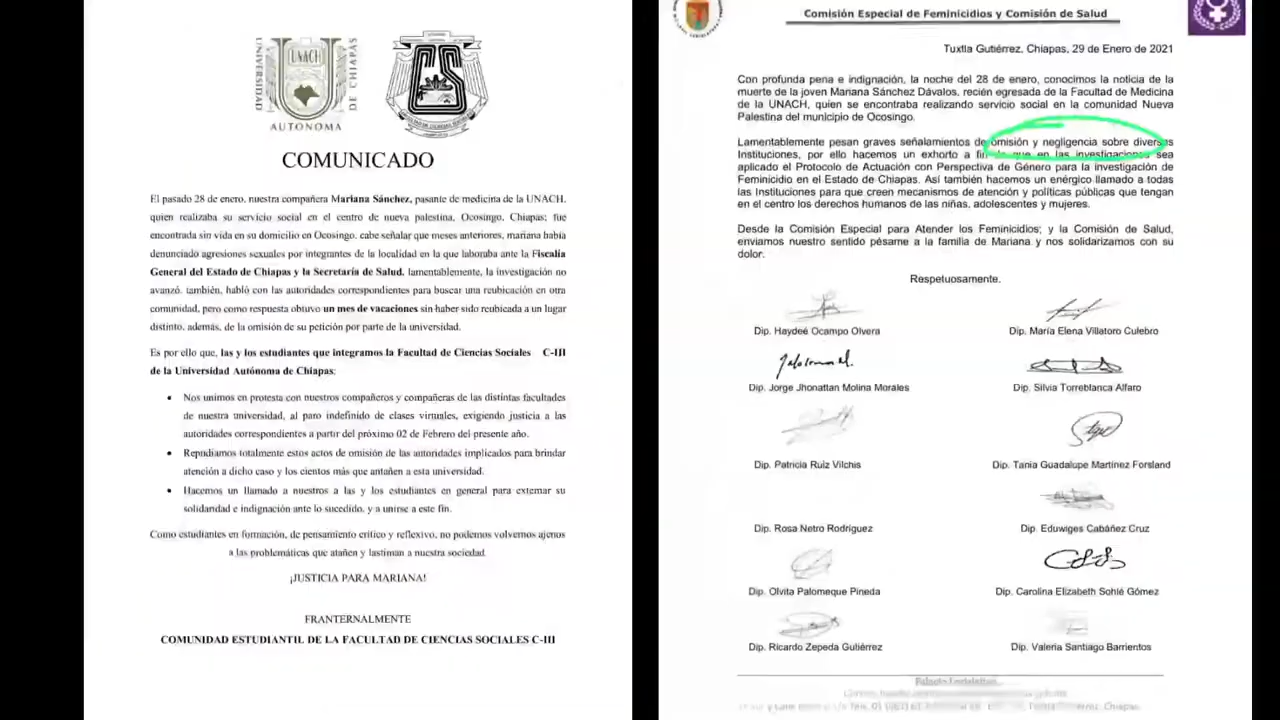 UNIVERSIDAD
UNACH
DE CHIAPAS
AUTONOMA
CS
COMUNICADO
El pasado 28 de enero, nuestra compañera Mariana Sánchez, pasante de medicina de la UNACH,
quien realizaba su servicio social en el centro de nueva palestina, Ocosingo, Chiapas; fue
encontrada sin vida en su domicilio en Ocosingo, cabe señalar que meses anteriores, mariana había
denunciado agresiones sexuales por integrantes de la localidad en la que laboraba ante la Fiscalía
General del Estado de Chiapas y la Secretaría de Salud, lamentablemente, la investigación no
avanzó, también, habló con las autoridades correspondientes para buscar una reubicación en otra
comunidad, pero como respuesta obtuvo un mes de vacaciones sin haber sido reubicada a un lugar
distinto, además, de la omisión de su petición por parte de la universidad.
Es por ello que, las y los estudiantes que integramos la Facultad de Ciencias Sociales C-III
de la Universidad Autónoma de Chiapas:
• Nos unimos en protesta con nuestros compañeros y compañeras de las distintas facultades
de nuestra universidad, al paro indefinido de clases virtuales, exigiendo justicia a las
autoridades correspondientes a partir del próximo 02 de Febrero del presente año.
• Repudiamos totalmente estos actos de omisión de las autoridades implicados para brindar
atención a dicho caso y los cientos más que antañen a esta universidad.
• Hacemos un llamado a nuestros a las y los estudiantes en general para externar su
solidaridad e indignación ante lo sucedido, y a unirse a este fin.
Como estudiantes en formación, de pensamiento crítico y reflexivo, no podemos volvernos ajenos
a las problemáticas que atañen y lastiman a nuestra sociedad.
¡JUSTICIA PARA MARIANA!
FRANTERNALMENTE
COMUNIDAD ESTUDIANTIL DE LA FACULTAD DE CIENCIAS SOCIALES C-III
Comisión Especial de Feminicidios y Comisión de Salud
Tuxtla Gutiérrez, Chiapas, 29 de Enero de 2021
Con profunda pena e indignación, la noche del 28 de enero, conocimos la noticia de la
muerte de la joven Mariana Sánchez Dávalos, recién egresada de la Facultad de Medicina
de la UNACH, quien se encontraba realizando servicio social en la comunidad Nueva
Palestina del municipio de Ocosingo.
Lamentablemente pesan graves señalamientos de omisión y negligencia sobre diversas
Instituciones, por ello hacemos un exhorto a fin de que en las investigaciones sea
aplicado el Protocolo de Actuación con Perspectiva de Género para la investigación de
Feminicidio en el Estado de Chiapas. Así también hacemos un enérgico llamado a todas
las Instituciones para que creen mecanismos de atención y políticas públicas que tengan
en el centro los derechos humanos de las niñas, adolescentes y mujeres.
Desde la Comisión Especial para Atender los Feminicidios; y la Comisión de Salud,
enviamos nuestro sentido pésame a la familia de Mariana y nos solidarizamos con su
dolor.
Respetuosamente.
Dip. Haydeé Ocampo Olvera
Dip. María Elena Villatoro Culebro
Dip. Jorge Jhonattan Molina Morales
Dip. Silvia Torreblanca Alfaro
Dip. Patricia Ruiz Vilchis
Dip. Tania Guadalupe Martínez Forsland
Dip. Rosa Netro Rodríguez
Dip. Eduwiges Cabáñez Cruz
Dip. Olvita Palomeque Pineda
Dip. Carolina Elizabeth Sohlé Gómez
Dip. Ricardo Zepeda Gutiérrez
Dip. Valeria Santiago Barrientos
Palacio Legislativo.
Tuxtla Gutiérrez, Chiapas.